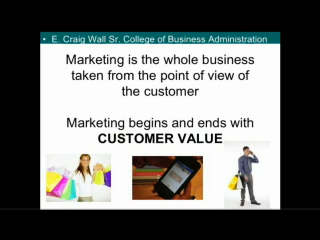 • E. Craig Wall Sr. College of Business Administration
Marketing is the whole business
taken from the point of view of
the customer
Marketing begins and ends with
CUSTOMER VALUE